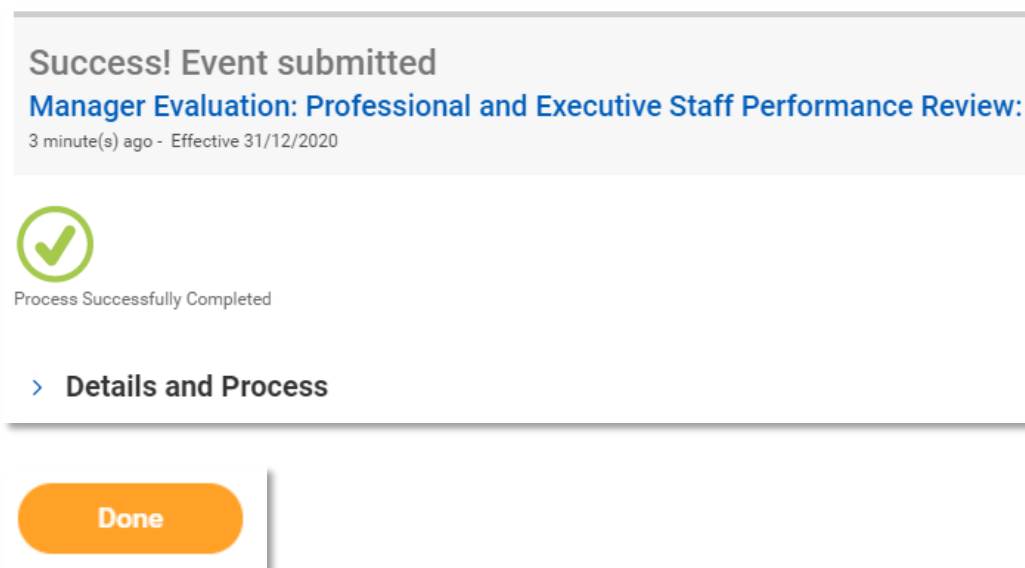 Success! Event submitted
Manager Evaluation: Professional and Executive Staff Performance Review:
3 minute(s) ago - Effective 31/12/2020
Process Successfully Completed
Details and Process
Done